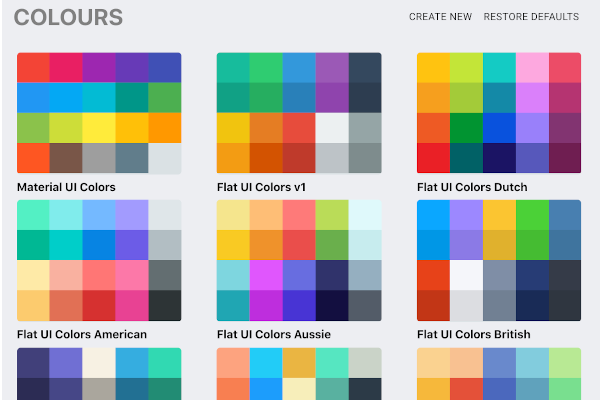 COLOURS
CREATE NEW RESTORE DEFAULTS
Material UI Colors
Flat UI Colors v1
Flat UI Colors Dutch
Flat UI Colors American
Flat UI Colors Aussie
Flat UI Colors British